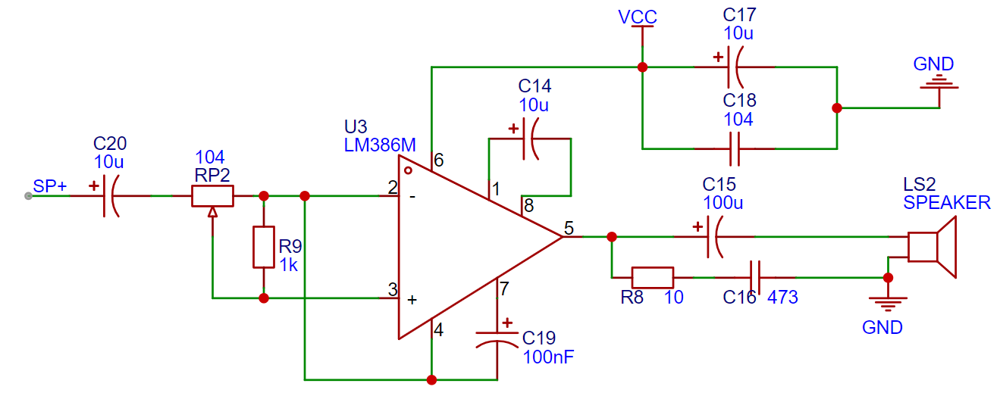 VCC
C17
10u
GND
C18
104
C14
10u
U3
LM386M
6
1
8
C20
10u
SP+
104
RP2
2
-
R9
1k
3
+
5
7
4
C19
100nF
C15
100u
LS2
SPEAKER
R8
10
C16
473
GND